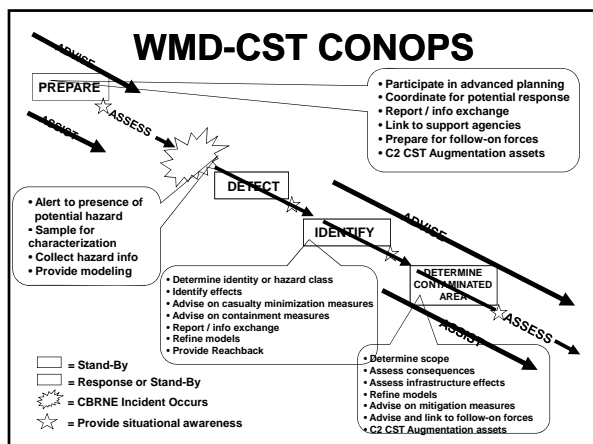 WMD-CST CONOPS
ADVISE
PREPARE
ASSESS
ASSIST
• Participate in advanced planning
• Coordinate for potential response
• Report / info exchange
• Link to support agencies
• Prepare for follow-on forces
• C2 CST Augmentation assets
DETECT
• Alert to presence of
potential hazard
• Sample for
characterization
• Collect hazard info
• Provide modeling
ADVISE
IDENTIFY
• Determine identity or hazard class
• Identify effects
• Advise on casualty minimization measures
• Advise on containment measures
• Report / info exchange
• Refine models
• Provide Reachback
DETERMINE
CONTAMINATED
AREA
ASSESS
ASSIST
• Determine scope
• Assess consequences
• Assess infrastructure effects
• Refine models
• Advise on mitigation measures
• Advise and link to follow-on forces
• C2 CST Augmentation assets
= Stand-By
= Response or Stand-By
= CBRNE Incident Occurs
= Provide situational awareness